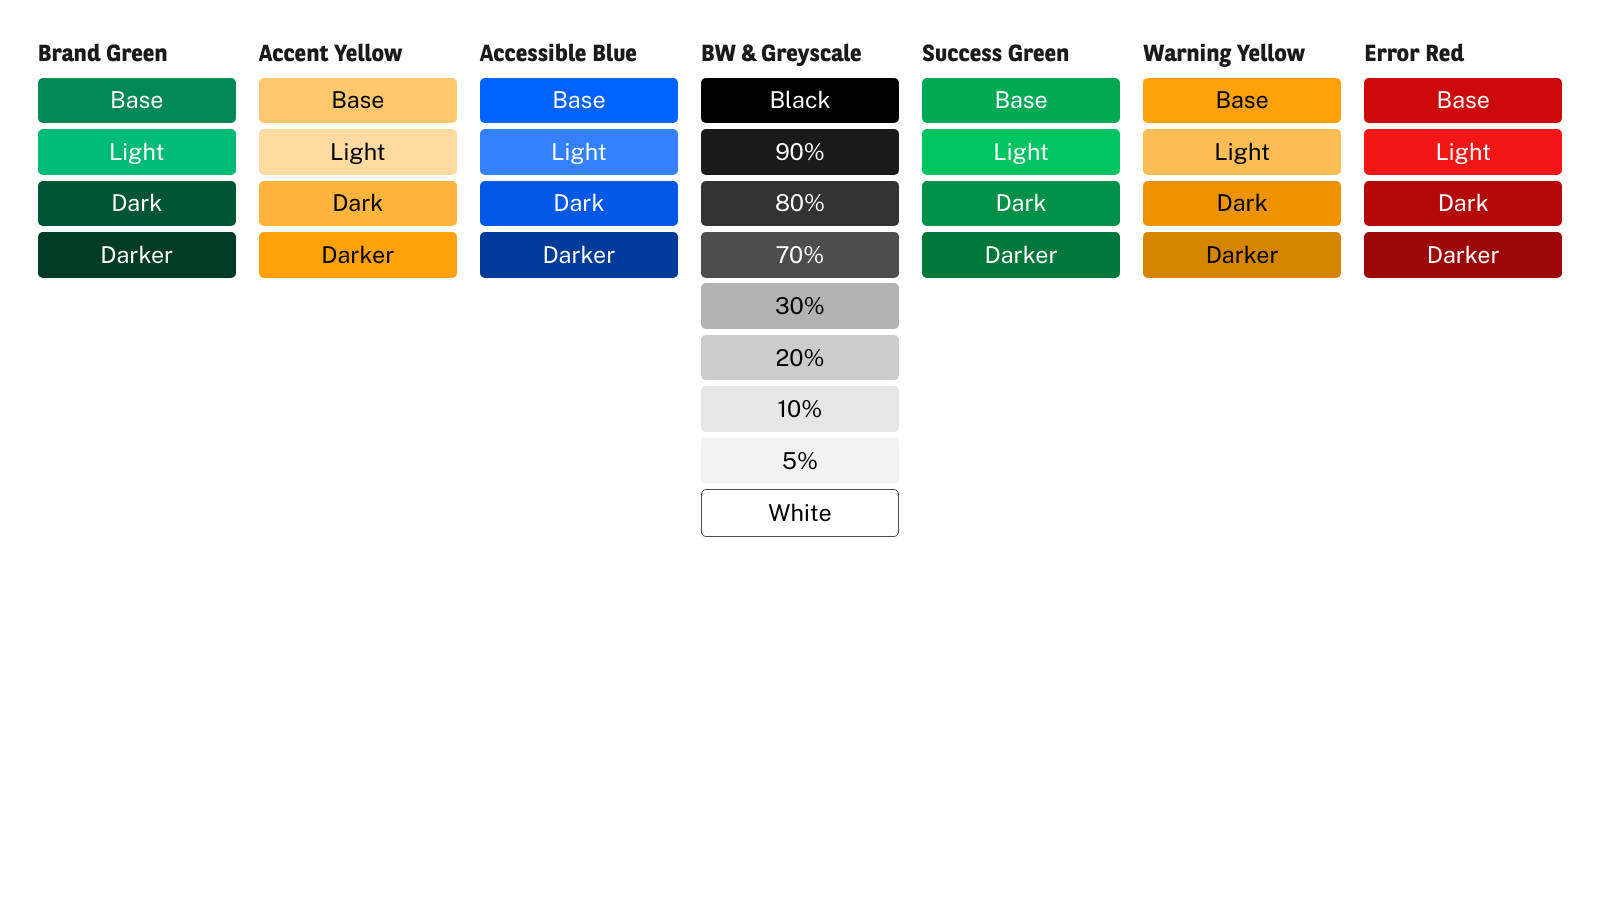 Brand Green
Base
Light
Dark
Darker
Accent Yellow
Base
Light
Dark
Darker
Accessible Blue
Base
Light
Dark
Darker
BW & Greyscale
Black
90%
80%
70%
30%
20%
10%
5%
White
Success Green
Base
Light
Dark
Darker
Warning Yellow
Base
Light
Dark
Darker
Error Red
Base
Light
Dark
Darker